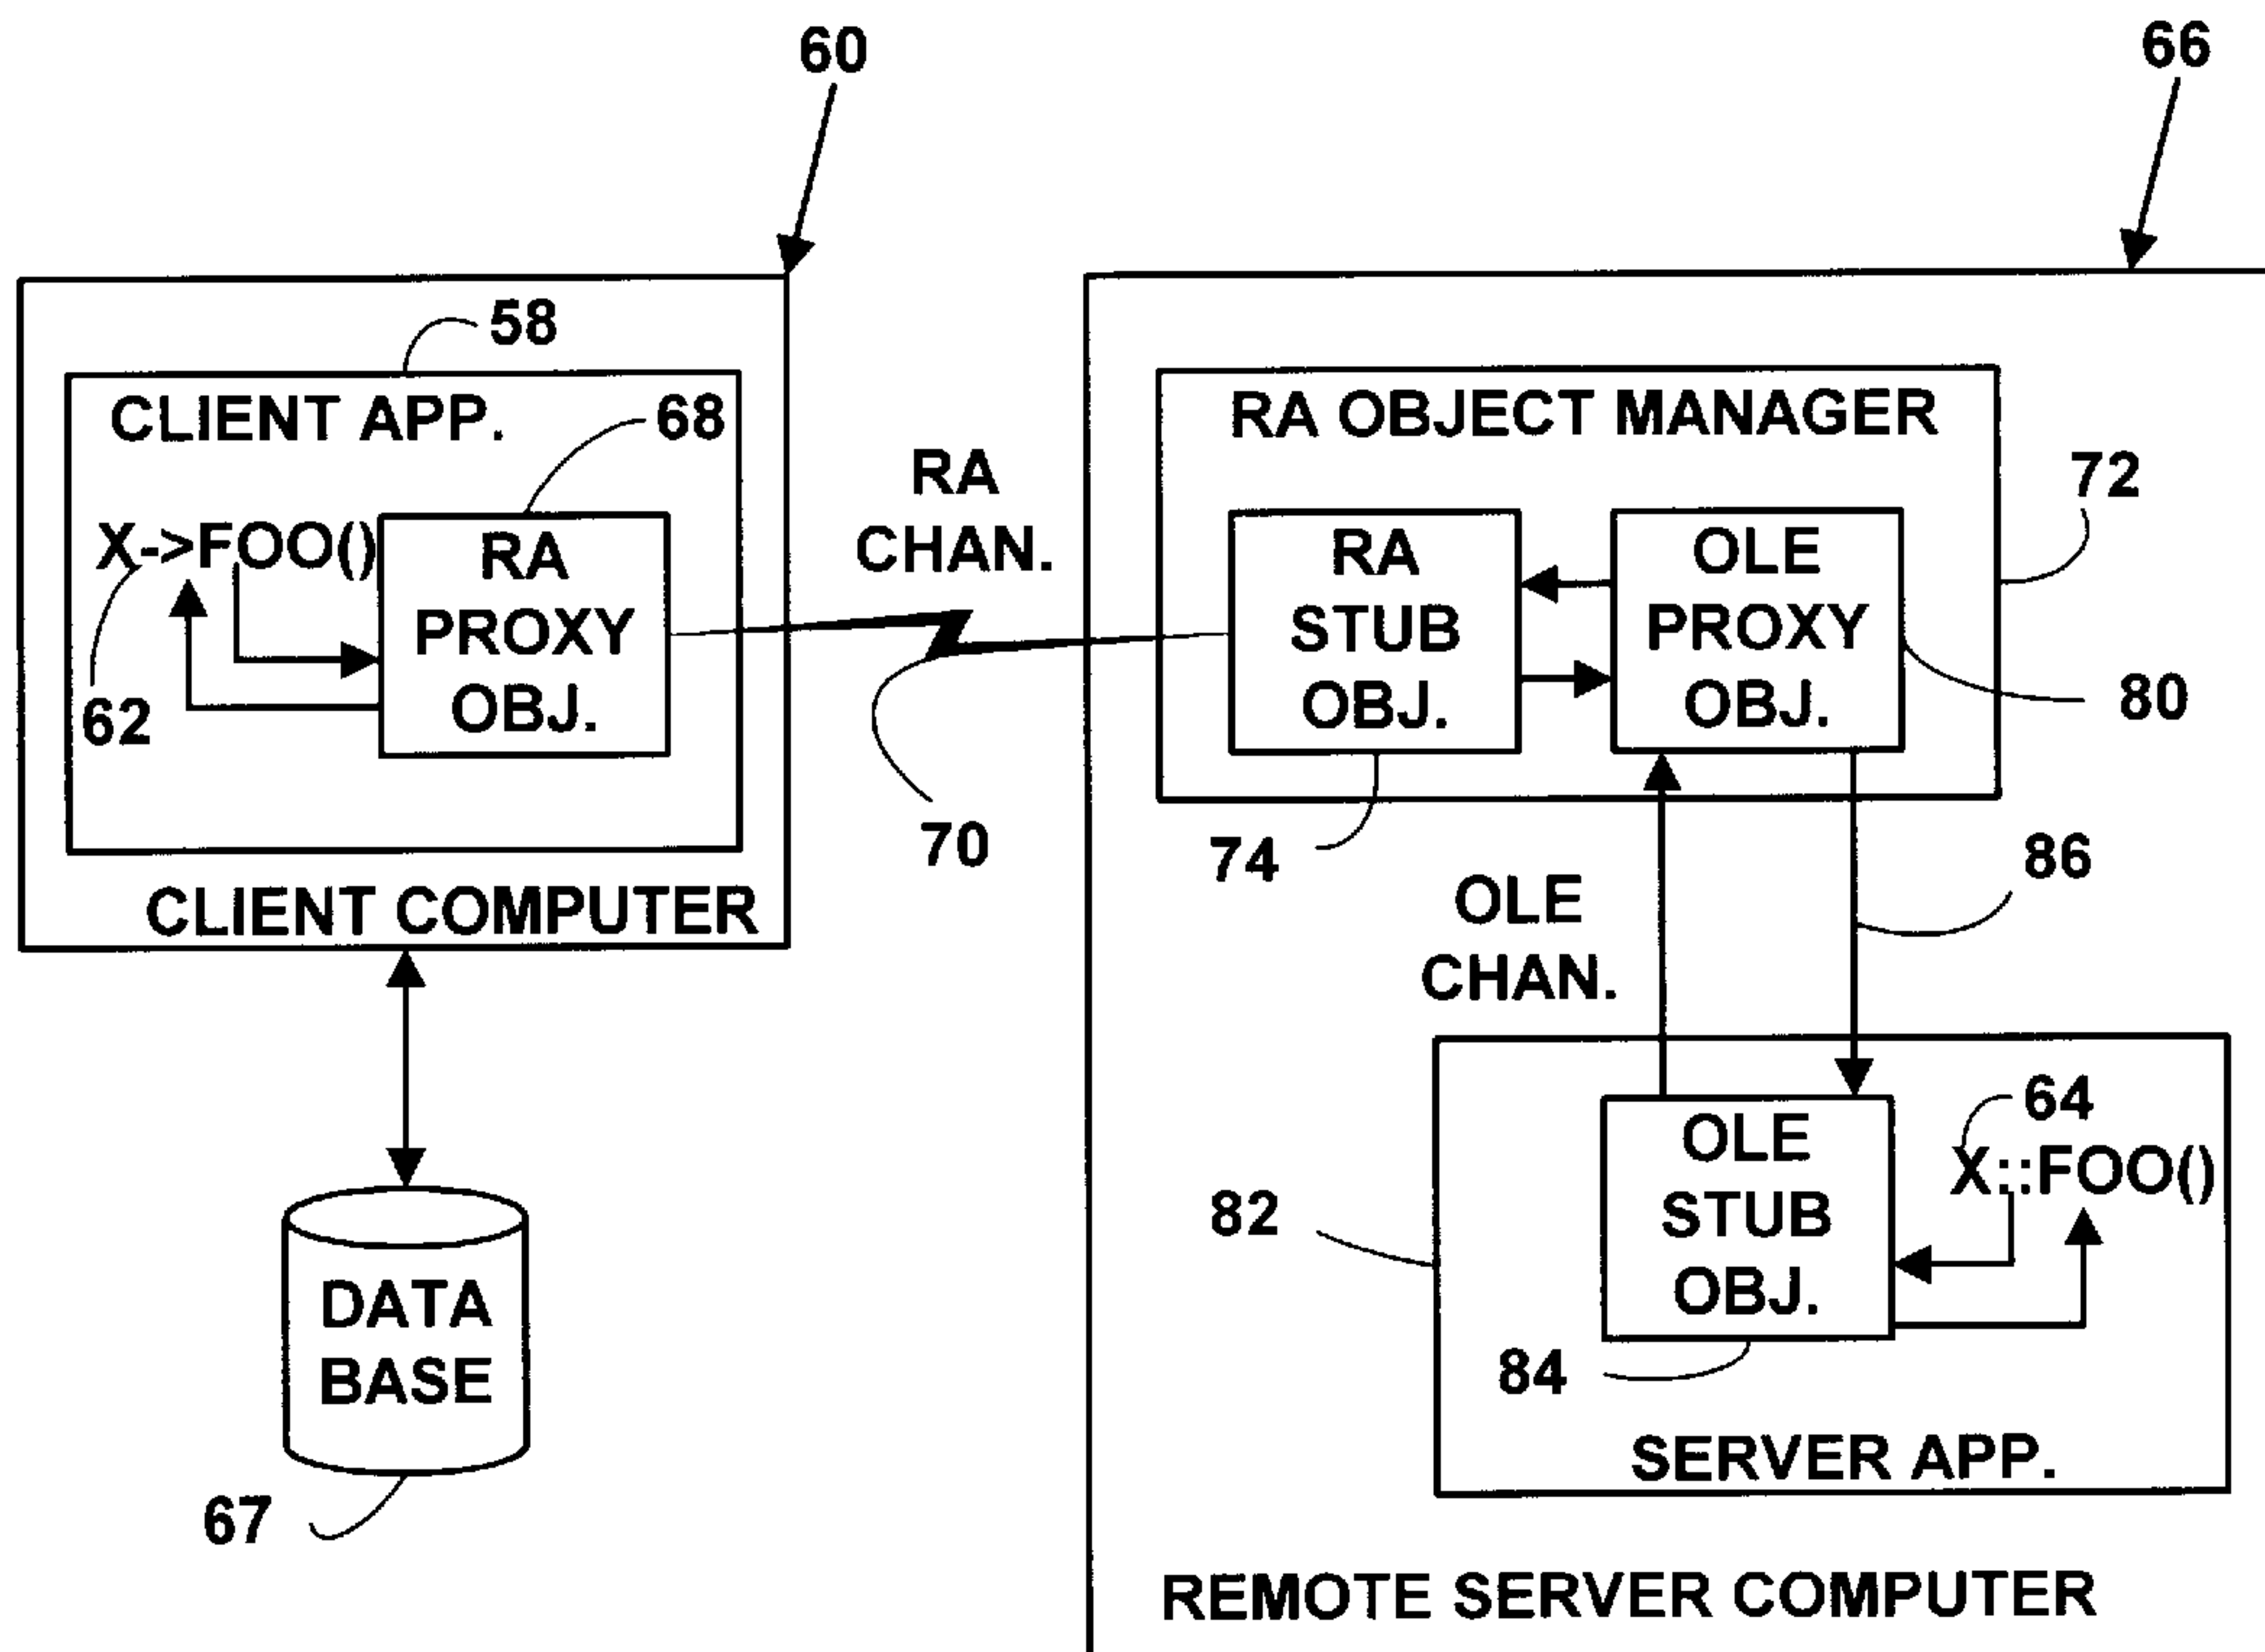 60
66
58
CLIENT APP.
68
X->FOO()
62
RA
PROXY
OBJ.
CLIENT COMPUTER
RA
CHAN.
70
DATA
BASE
67
RA OBJECT MANAGER
72
RA
STUB
OBJ.
74
OLE
PROXY
OBJ.
80
OLE
CHAN.
86
82
OLE
STUB
OBJ.
84
64
X::FOO()
SERVER APP.
REMOTE SERVER COMPUTER